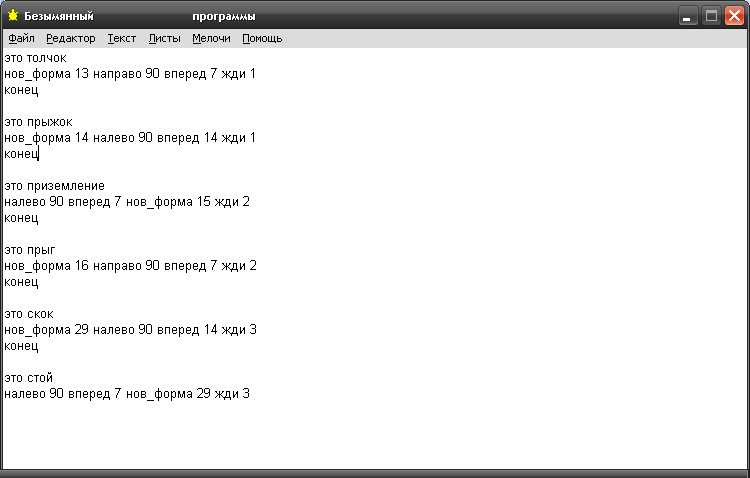 Безымянный программы
Файл Редактор Текст Листы Мелочи Помощь
это толчок
нов_форма 13 направо 90 вперед 7 жди 1
конец
это прыжок
нов_форма 14 налево 90 вперед 14 жди 1
конец
это приземление
налево 90 вперед 7 нов_форма 15 жди 2
конец
это прыг
нов_форма 16 направо 90 вперед 7 жди 2
конец
это скок
нов_форма 29 налево 90 вперед 14 жди 3
конец
это стой
налево 90 вперед 7 нов_форма 29 жди 3